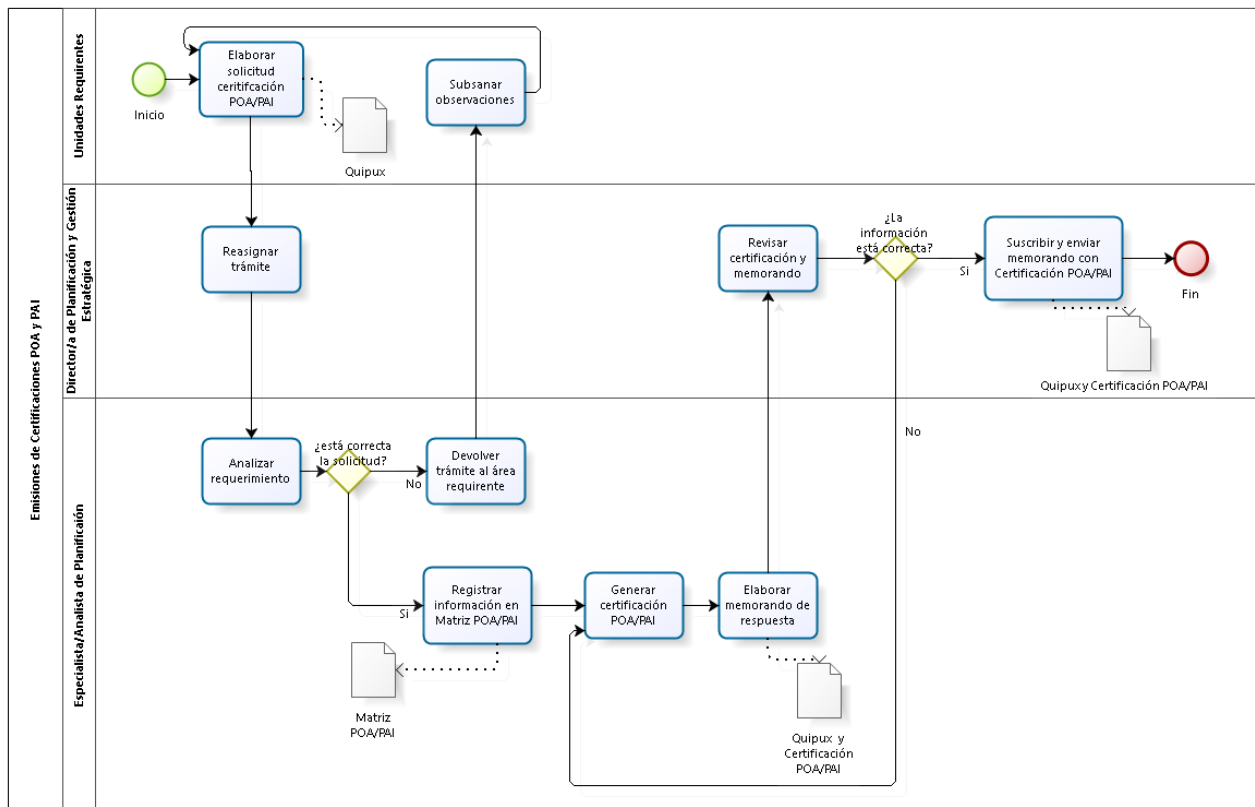 Emisiones de Certificaciones POA y PAI
Unidades Requirentes
Inicio
Elaborar
solicitud
ceritifcación
POA/PAI
Quipux
Subsanar
observaciones
Director/a de Planificación y Gestión
Estratégica
Reasignar
trámite
Revisar
certificación y
memorando
¿La
información
está correcta?
Si
No
Suscribir y enviar
memorando con
Certificación POA/PAI
Fin
Quipux y Certificación POA/PAI
Especialista/Analista de Planificaión
Analizar
requerimiento
¿está correcta
la solicitud?
No
Si
Devolver
trámite al área
requirente
Registrar
información en
Matriz POA/PAI
Matriz
POA/PAI
Generar
certificación
POA/PAI
Elaborar
memorando de
respuesta
Quipux y
Certificación
POA/PAI